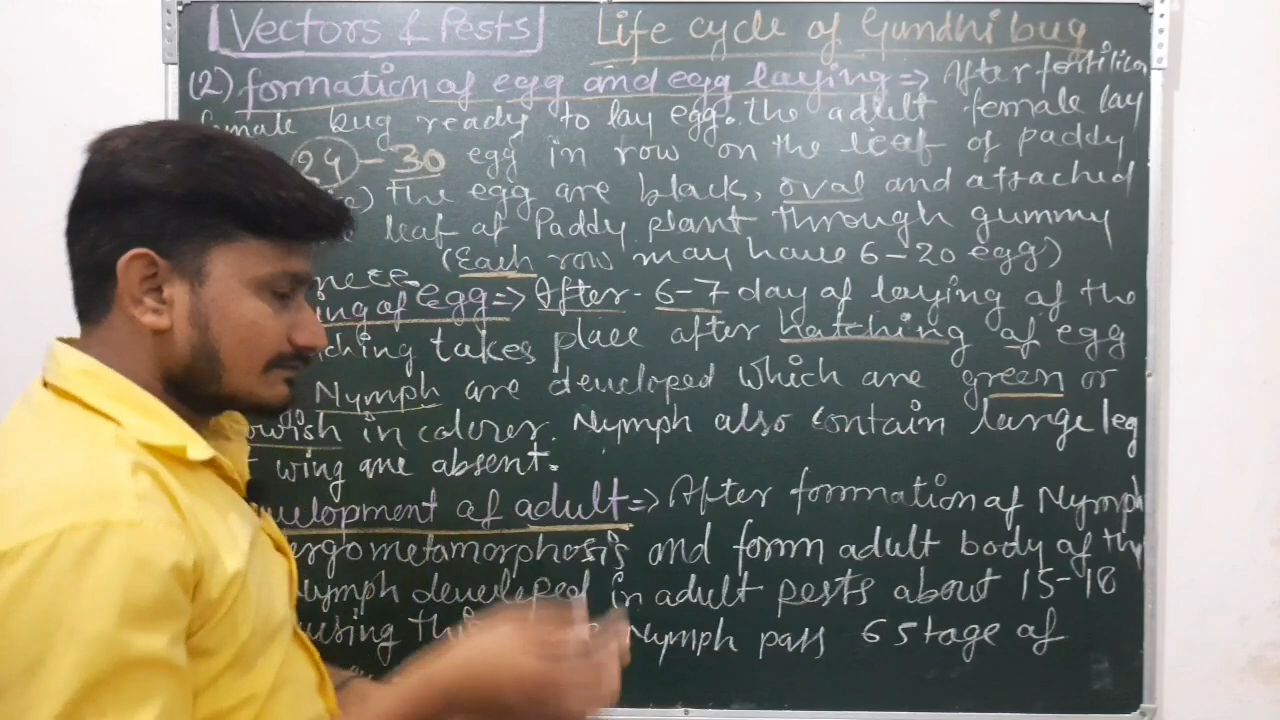 Vectors & Pests Life cycle of Gundhi bug
(2) formation of egg and egg laying => After fertilica
female bug ready to lay egg. the adult female lay
24 - 30 egg in row on the leaf of paddy
The egg are black, oval and attached
leaf of Paddy plant through gummy
(Each row may have 6-20 egg)
ing of egg => After 6-7 day of laying of the
ching takes place after hatching of egg
Nymph are developed which are green or
owish in colour. Nymph also contain large leg
wing are absent.
velopment of adult => After formation of Nymph
ergo metamorphosis and form adult body of th
Nymph developed in adult pests about 15-18
Nymph pass 6 stage of